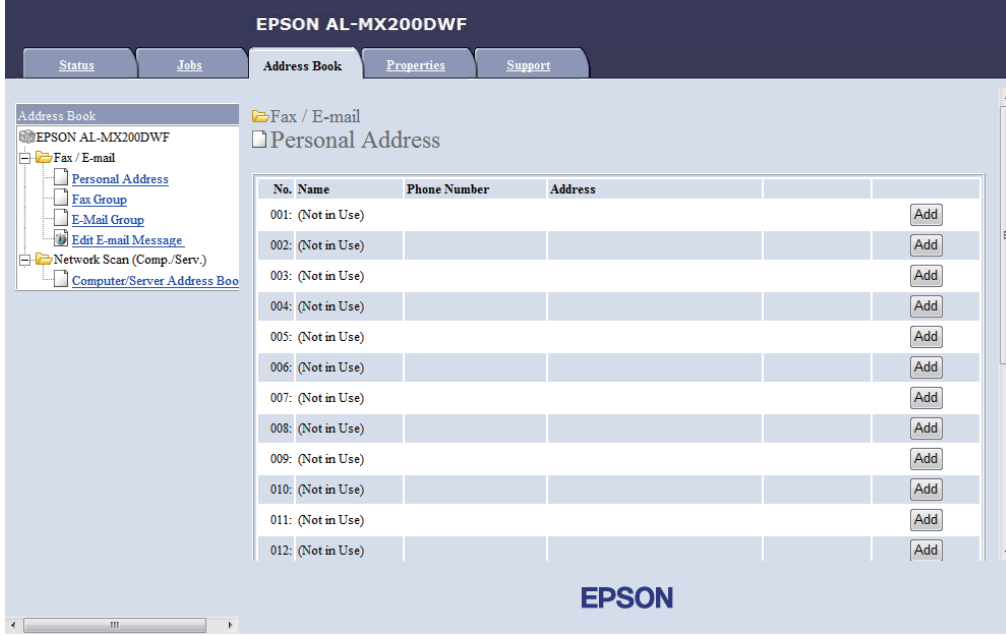 EPSON AL-MX200DWF
Status Jobs Address Book Properties Support
Address Book
EPSON AL-MX200DWF
Fax / E-mail
Personal Address
Fax Group
E-Mail Group
Edit E-mail Message
Network Scan (Comp./Serv.)
Computer/Server Address Boo
Fax / E-mail
Personal Address
No. Name Phone Number Address
001: (Not in Use) Add
002: (Not in Use) Add
003: (Not in Use) Add
004: (Not in Use) Add
005: (Not in Use) Add
006: (Not in Use) Add
007: (Not in Use) Add
008: (Not in Use) Add
009: (Not in Use) Add
010: (Not in Use) Add
011: (Not in Use) Add
012: (Not in Use) Add
EPSON